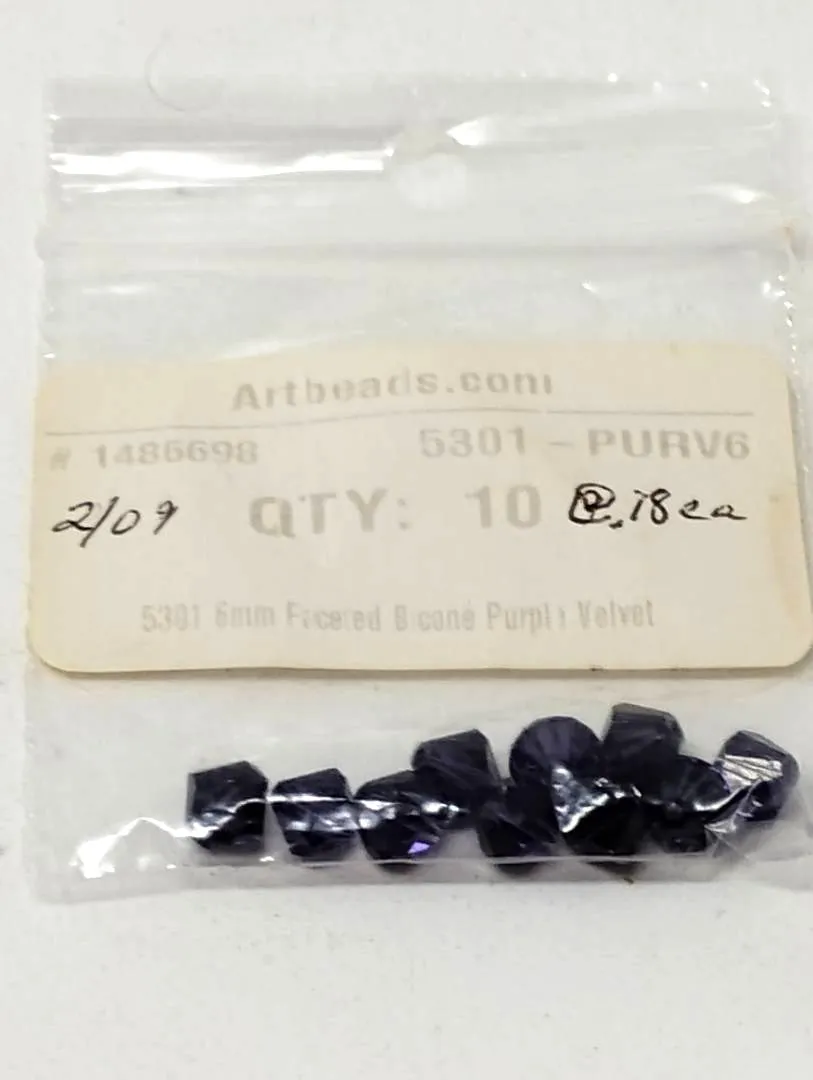 Artbeads.com
# 1486698 5301-PURV6
2/09 QTY: 10 @.18ea
5301 6mm Faceted Bicone Purple Velvet